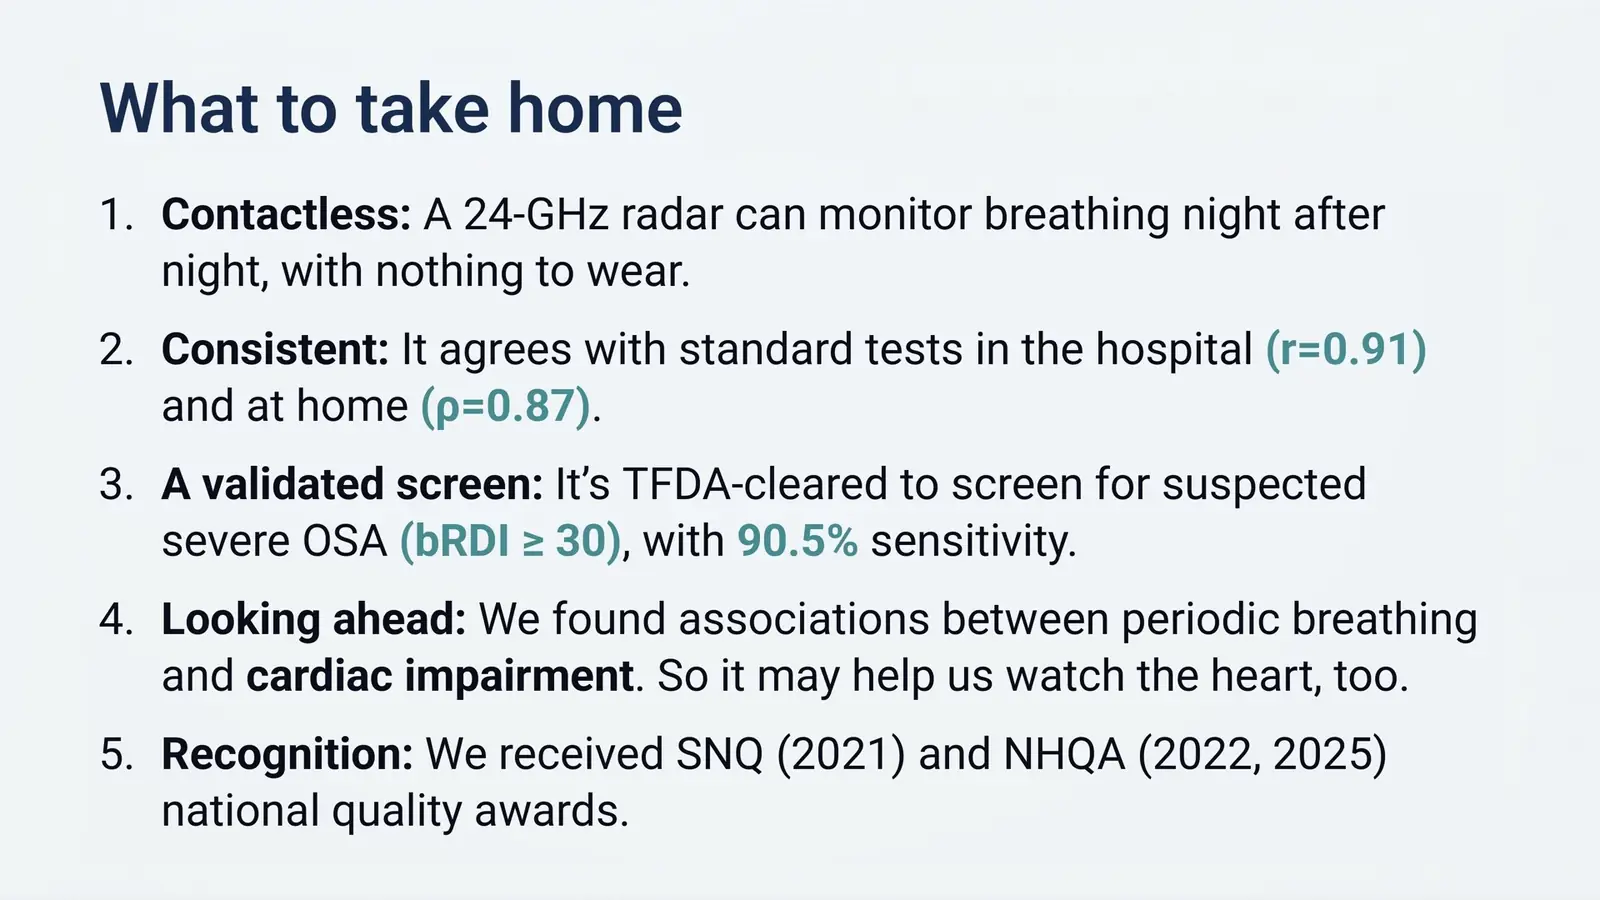 What to take home
1. Contactless: A 24-GHz radar can monitor breathing night after
night, with nothing to wear.
2. Consistent: It agrees with standard tests in the hospital (r=0.91)
and at home (ρ=0.87).
3. A validated screen: It’s TFDA-cleared to screen for suspected
severe OSA (bRDI ≥ 30), with 90.5% sensitivity.
4. Looking ahead: We found associations between periodic breathing
and cardiac impairment. So it may help us watch the heart, too.
5. Recognition: We received SNQ (2021) and NHQA (2022, 2025)
national quality awards.